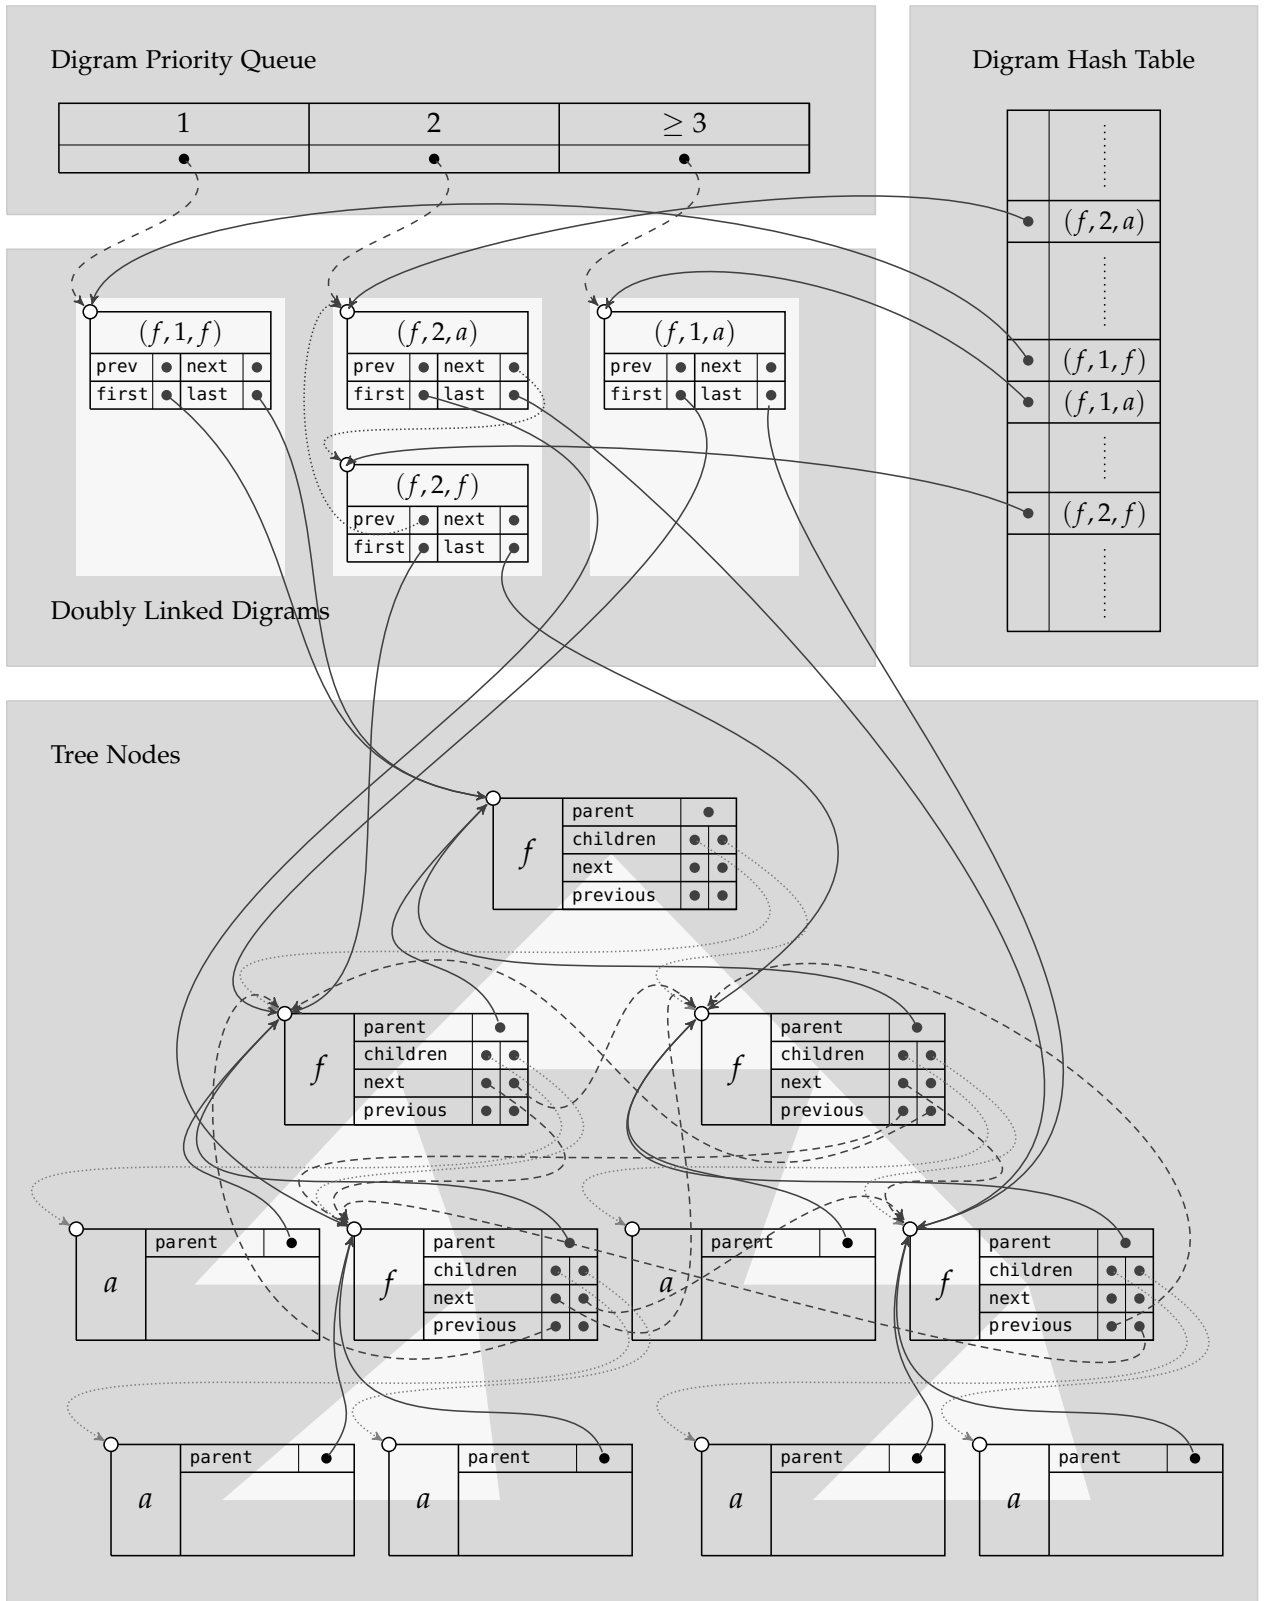 Digram Priority Queue
1 2 ≥ 3
Digram Hash Table
(f, 2, a)
(f, 1, f)
(f, 1, a)
(f, 2, f)
(f, 1, f)
prev next
first last
(f, 2, a)
prev next
first last
(f, 1, a)
prev next
first last
(f, 2, f)
prev next
first last
Doubly Linked Digrams
Tree Nodes
f
parent
children
next
previous
f
parent
children
next
previous
f
parent
children
next
previous
a
parent
f
parent
children
next
previous
a
parent
f
parent
children
next
previous
a
parent
a
parent
a
parent
a
parent